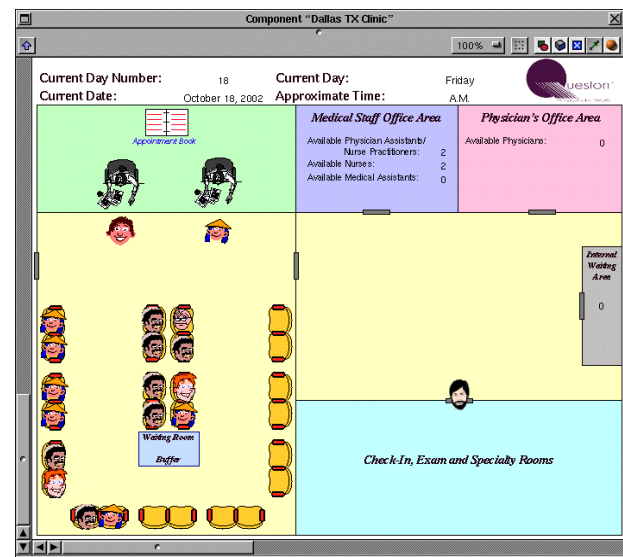 Component “Dallas TX Clinic”
100%
Current Day Number: 18 Current Day: Friday
Current Date: October 18, 2002 Approximate Time: A.M.
Queston
Appointment Book
Medical Staff Office Area
Available Physician Assistants/
Nurse Practitioners: 2
Available Nurses: 2
Available Medical Assistants: 0
Physician's Office Area
Available Physicians: 0
Internal
Waiting
Area
0
Waiting Room
Buffer
Check-In, Exam and Specialty Rooms